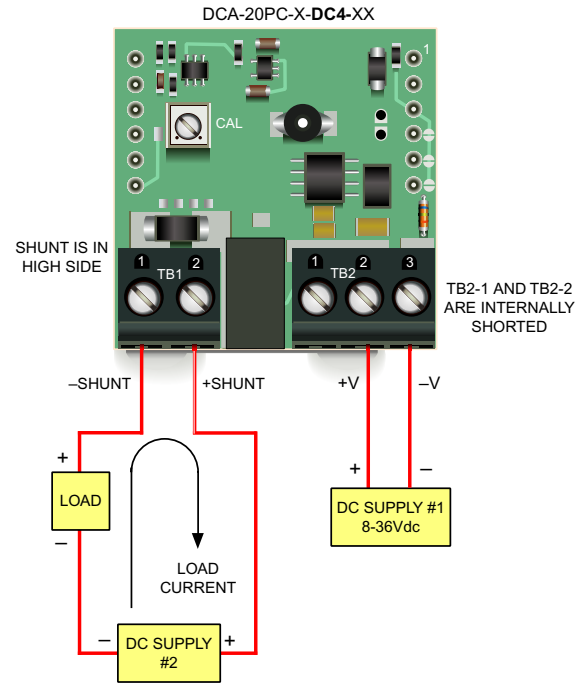 DCA-20PC-X-DC4-XX
1
CAL
SHUNT IS IN
HIGH SIDE
1
2
TB1
1
2
3
TB2
TB2-1 AND TB2-2
ARE INTERNALLY
SHORTED
–SHUNT
+SHUNT
+V
–V
+
LOAD
–
LOAD
CURRENT
+
–
DC SUPPLY #1
8-36Vdc
–
DC SUPPLY
#2
+